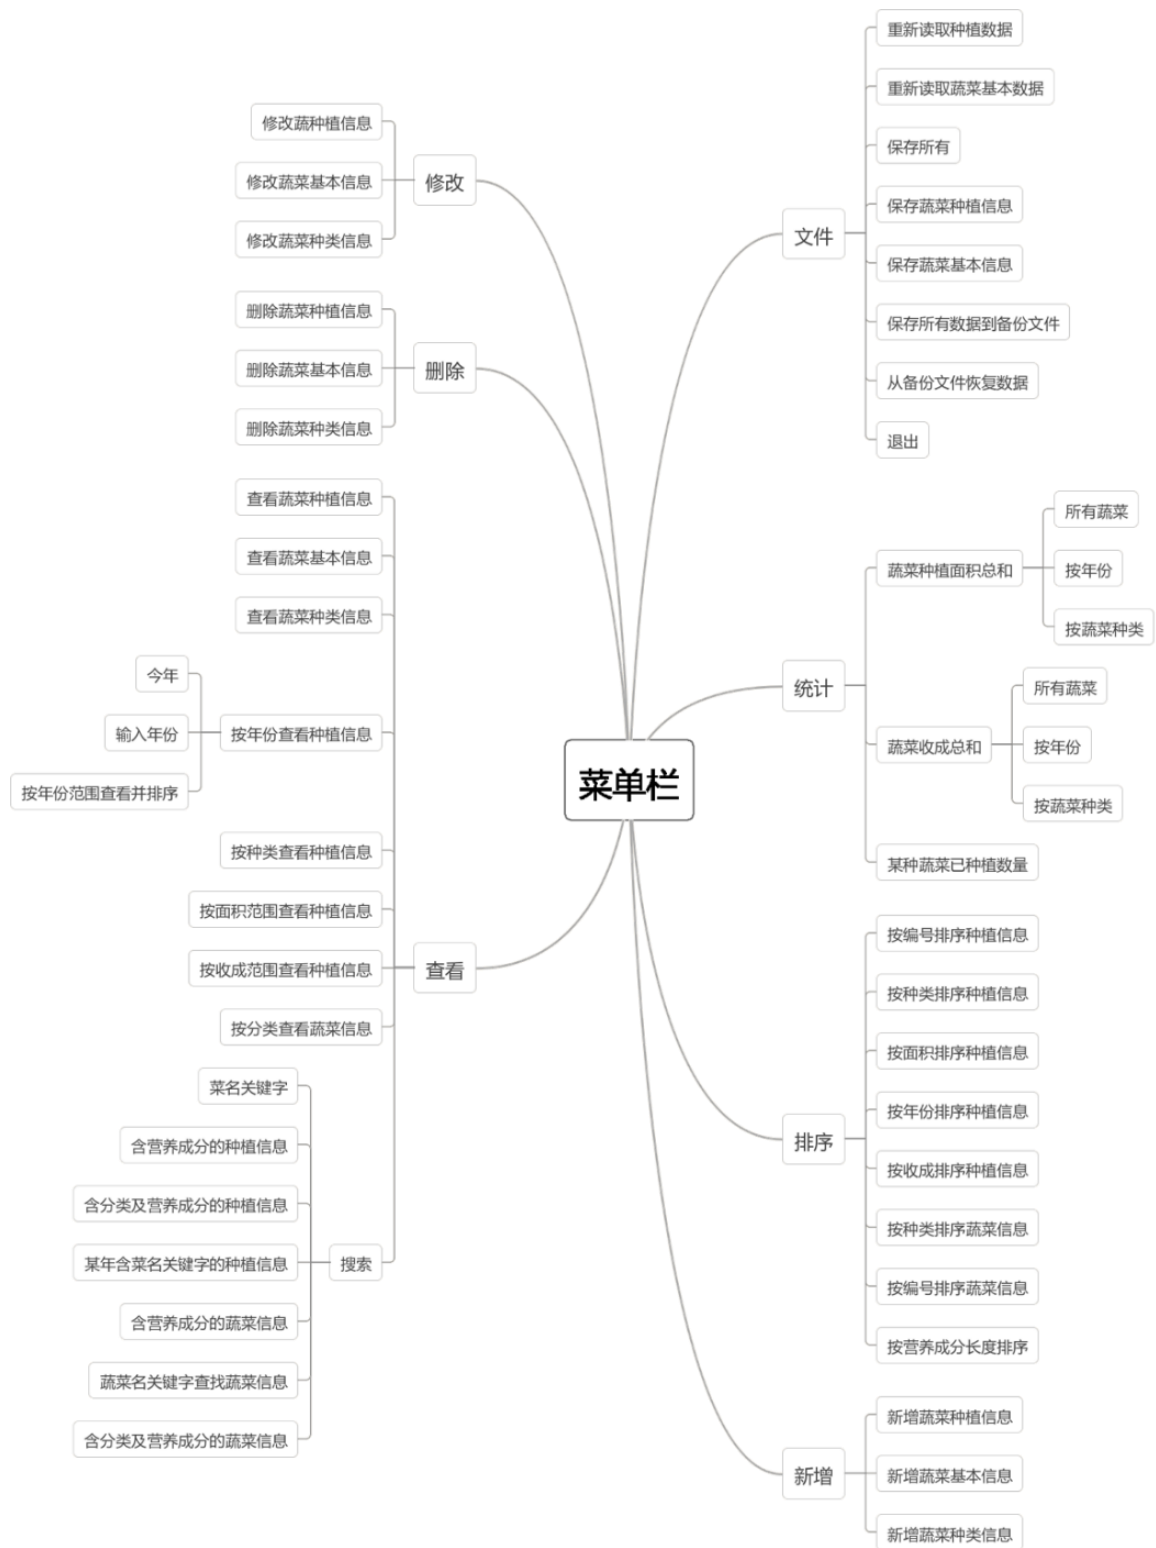 菜单栏
文件
重新读取种植数据
重新读取蔬菜基本数据
保存所有
保存蔬菜种植信息
保存蔬菜基本信息
保存所有数据到备份文件
从备份文件恢复数据
退出
统计
蔬菜种植面积总和
所有蔬菜
按年份
按蔬菜种类
蔬菜收成总和
所有蔬菜
按年份
按蔬菜种类
某种蔬菜已种植数量
排序
按编号排序种植信息
按种类排序种植信息
按面积排序种植信息
按年份排序种植信息
按收成排序种植信息
按种类排序蔬菜信息
按编号排序蔬菜信息
按营养成分长度排序
新增
新增蔬菜种植信息
新增蔬菜基本信息
新增蔬菜种类信息
修改
修改蔬种植信息
修改蔬菜基本信息
修改蔬菜种类信息
删除
删除蔬菜种植信息
删除蔬菜基本信息
删除蔬菜种类信息
查看
查看蔬菜种植信息
查看蔬菜基本信息
查看蔬菜种类信息
按年份查看种植信息
今年
输入年份
按年份范围查看并排序
按种类查看种植信息
按面积范围查看种植信息
按收成范围查看种植信息
按分类查看蔬菜信息
搜索
菜名关键字
含营养成分的种植信息
含分类及营养成分的种植信息
某年含菜名关键字的种植信息
含营养成分的蔬菜信息
蔬菜名关键字查找蔬菜信息
含分类及营养成分的蔬菜信息